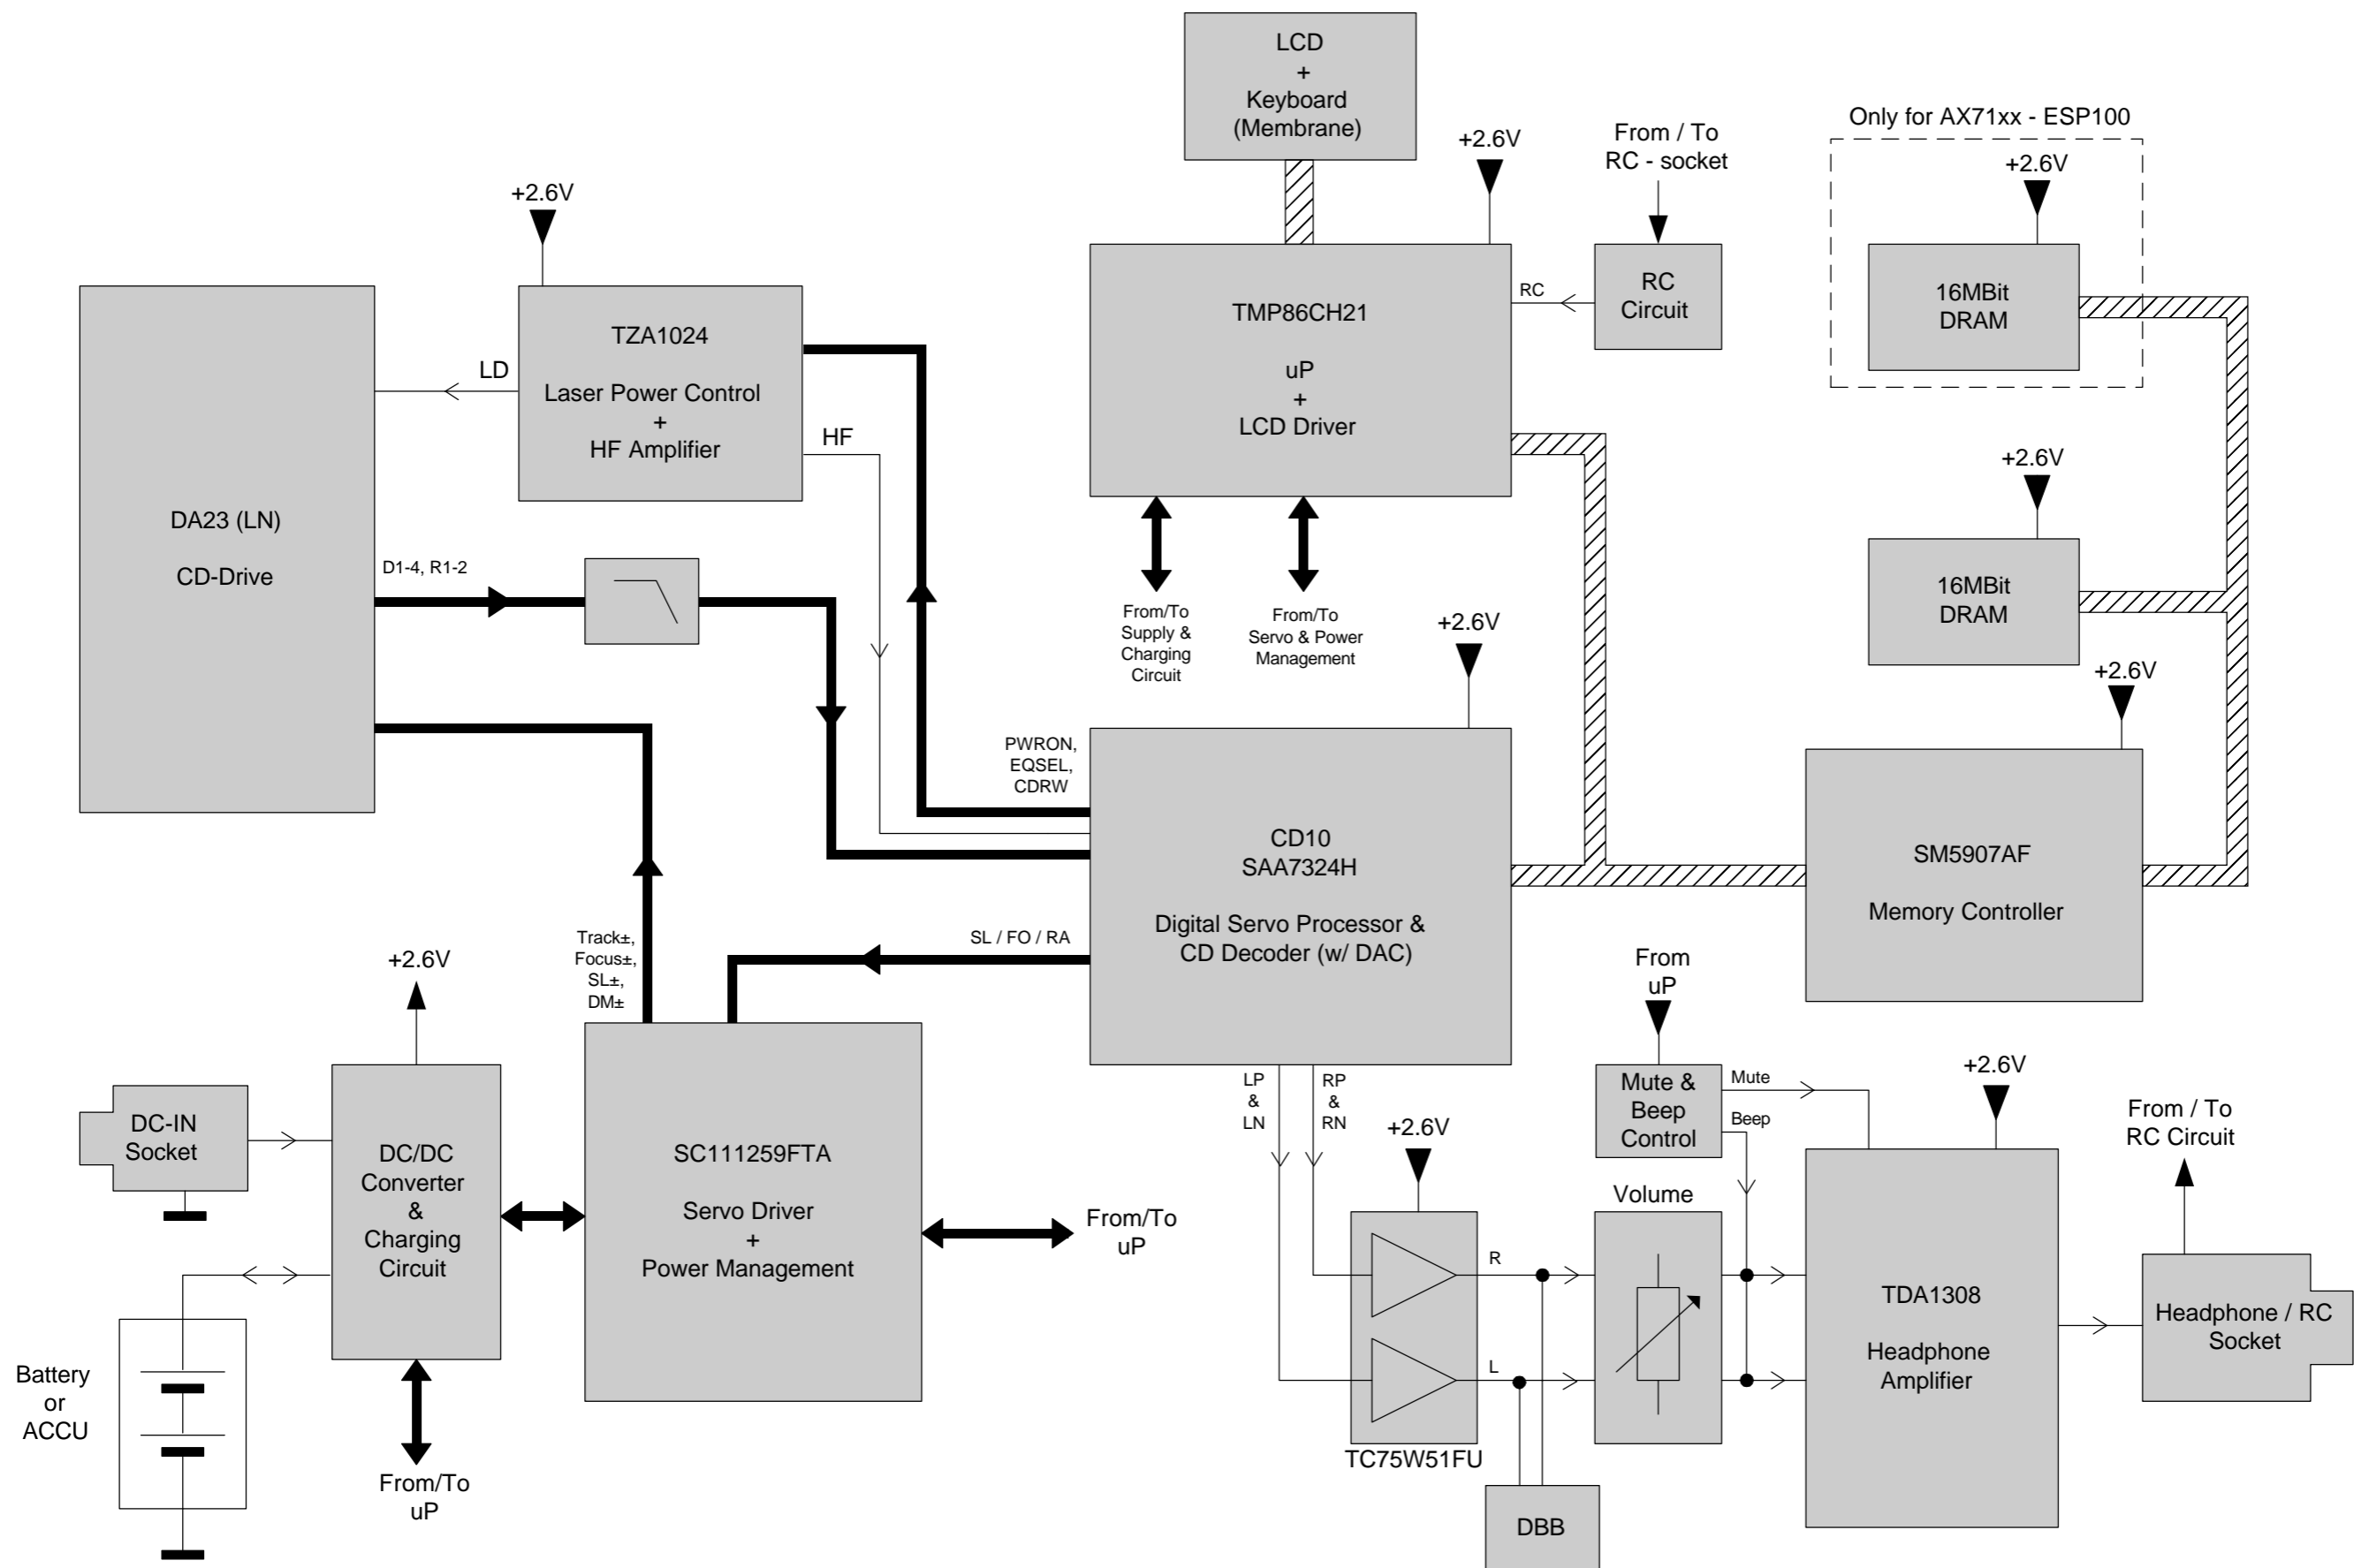 LCD
+
Keyboard
(Membrane)
+2.6V
From / To
RC - socket
Only for AX71xx - ESP100
+2.6V
16MBit
DRAM
+2.6V
TZA1024
Laser Power Control
+
HF Amplifier
LD
HF
TMP86CH21
uP
+
LCD Driver
RC
RC
Circuit
DA23 (LN)
CD-Drive
D1-4, R1-2
From/To
Supply &
Charging
Circuit
From/To
Servo & Power
Management
+2.6V
+2.6V
16MBit
DRAM
+2.6V
PWRON,
EQSEL,
CDRW
CD10
SAA7324H
Digital Servo Processor &
CD Decoder (w/ DAC)
SM5907AF
Memory Controller
SL / FO / RA
Track±,
Focus±,
SL±,
DM±
+2.6V
DC-IN
Socket
DC/DC
Converter
&
Charging
Circuit
SC111259FTA
Servo Driver
+
Power Management
From/To
uP
Battery
or
ACCU
From/To
uP
LP
&
LN
RP
&
RN
+2.6V
R
L
TC75W51FU
DBB
From
uP
Mute &
Beep
Control
Mute
Beep
Volume
+2.6V
TDA1308
Headphone
Amplifier
From / To
RC Circuit
Headphone / RC
Socket